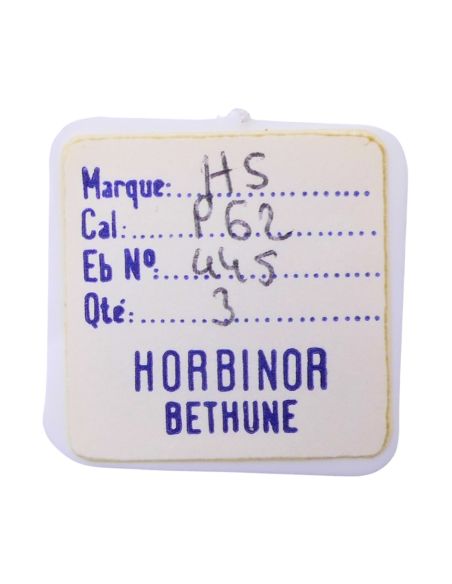 Marque: HS
Cal: P62
Eb Nº: 445
Qté: 3
HORBINOR
BETHUNE